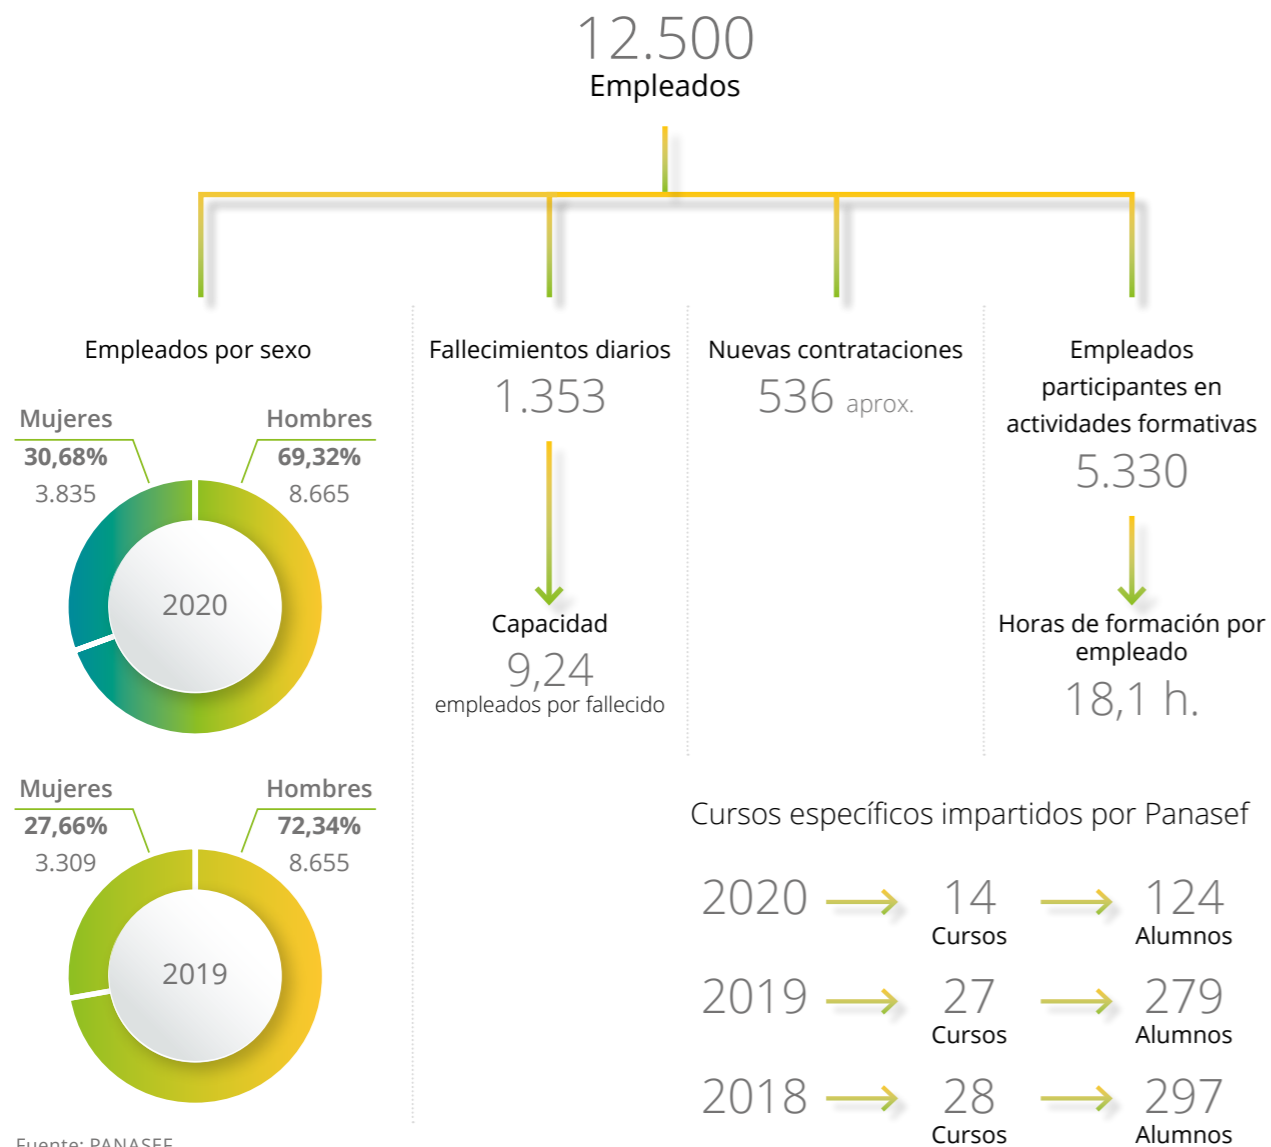 12.500
Empleados
Empleados por sexo
Mujeres
30,68%
3.835
Hombres
69,32%
8.665
2020
Mujeres
27,66%
3.309
Hombres
72,34%
8.655
2019
Fallecimientos diarios
1.353
Capacidad
9,24
empleados por fallecido
Nuevas contrataciones
536 aprox.
Empleados
participantes en
actividades formativas
5.330
Horas de formación por
empleado
18,1 h.
Cursos específicos impartidos por Panasef
2020 14 124
Cursos Alumnos
2019 27 279
Cursos Alumnos
2018 28 297
Cursos Alumnos
Fuente: PANASEF